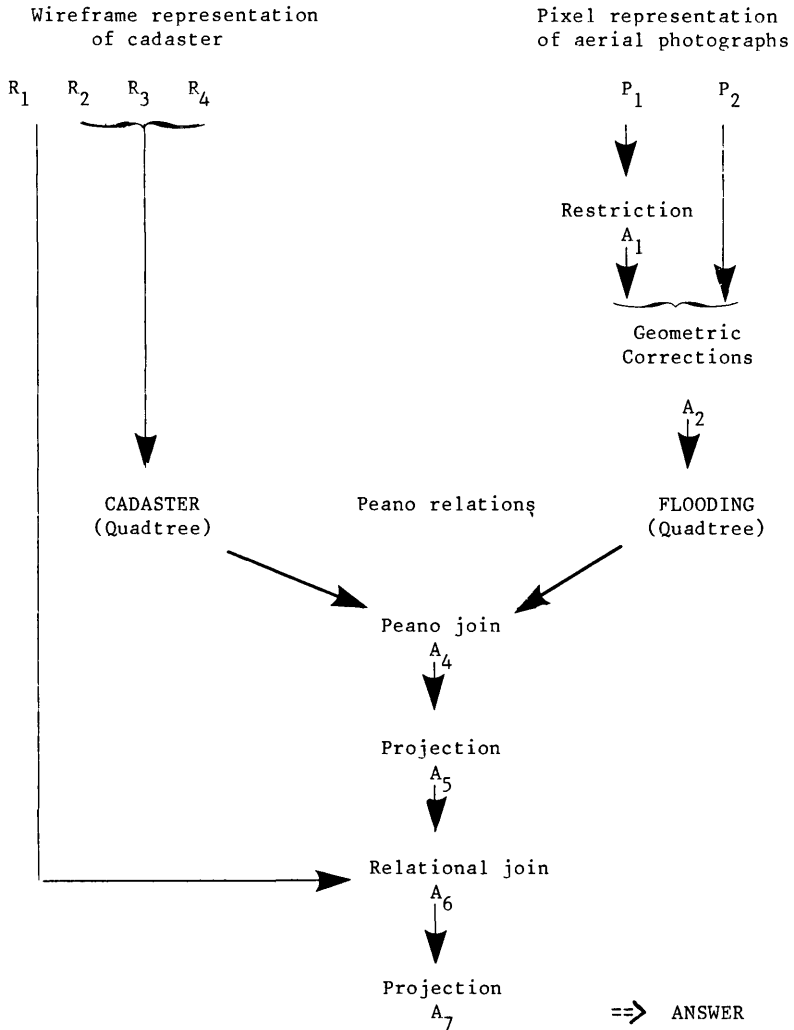 Wireframe representation
of cadaster
Pixel representation
of aerial photographs
R1 R2 R3 R4
P1 P2
Restriction
A1
Geometric
Corrections
A2
CADASTER
(Quadtree)
Peano relations
FLOODING
(Quadtree)
Peano join
A4
Projection
A5
Relational join
A6
Projection
A7
==> ANSWER